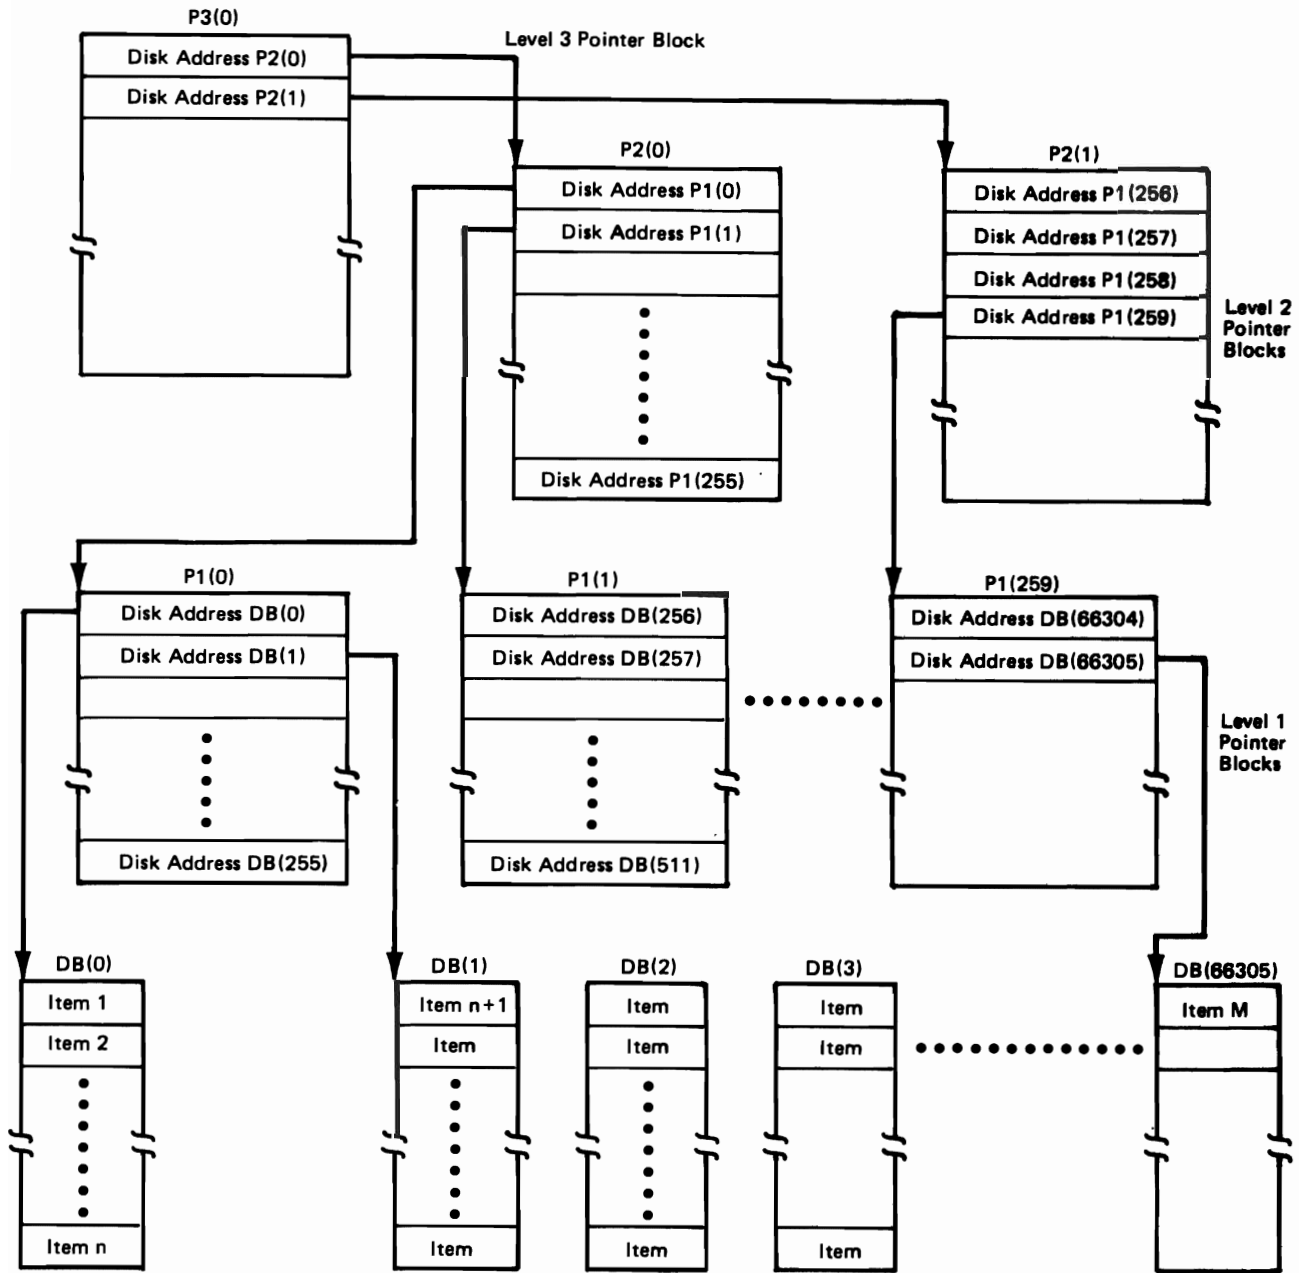 P3(0)
Disk Address P2(0)
Disk Address P2(1)
Level 3 Pointer Block
P2(0)
Disk Address P1(0)
Disk Address P1(1)
Disk Address P1(255)
P2(1)
Disk Address P1(256)
Disk Address P1(257)
Disk Address P1(258)
Disk Address P1(259)
Level 2
Pointer
Blocks
P1(0)
Disk Address DB(0)
Disk Address DB(1)
Disk Address DB(255)
P1(1)
Disk Address DB(256)
Disk Address DB(257)
Disk Address DB(511)
P1(259)
Disk Address DB(66304)
Disk Address DB(66305)
Level 1
Pointer
Blocks
DB(0)
Item 1
Item 2
Item n
DB(1)
Item n+1
Item
Item
DB(2)
Item
Item
Item
DB(3)
Item
Item
Item
DB(66305)
Item M